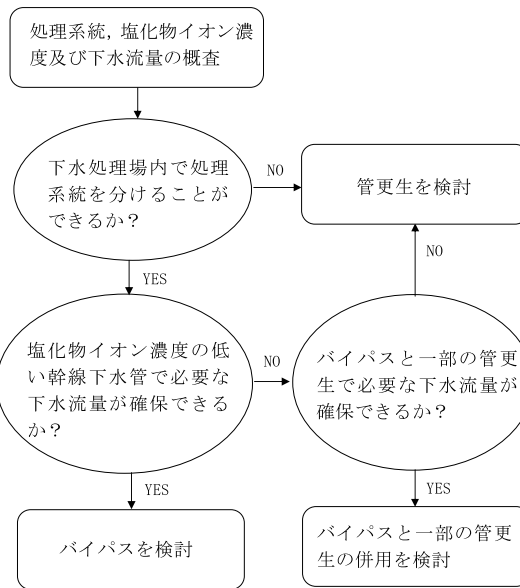 処理系統，塩化物イオン濃
度及び下水流量の概査
下水処理場内で処理
系統を分けることが
できるか？
NO
管更生を検討
YES
NO
塩化物イオン濃度の低
い幹線下水管で必要な
下水流量が確保できる
か？
NO
バイパスと一部の管更
生で必要な下水流量が
確保できるか？
YES
YES
バイパスを検討
バイパスと一部の管更
生の併用を検討